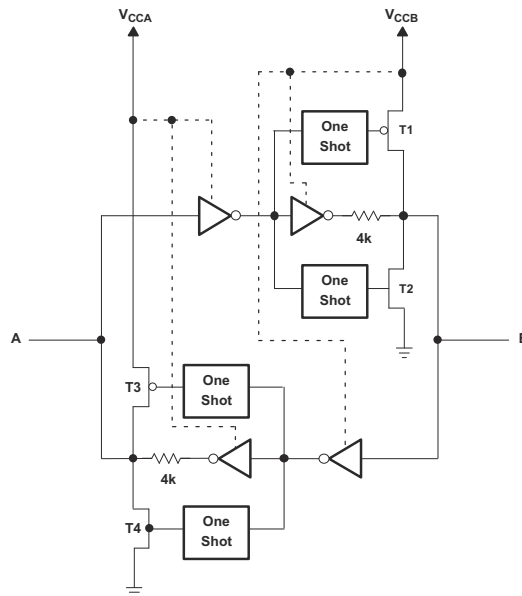 VCCA
VCCB
One
Shot
T1
4k
One
Shot
T2
A
B
T3
One
Shot
4k
T4
One
Shot